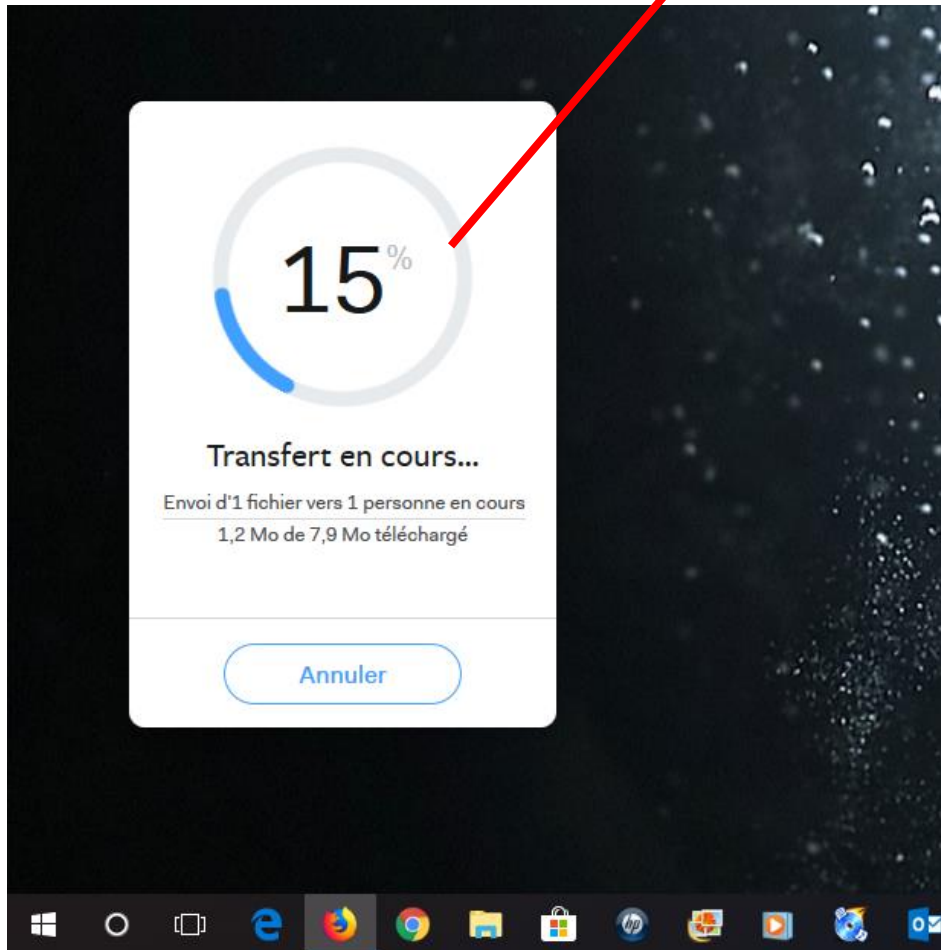 15%
Transfert en cours...
Envoi d'1 fichier vers 1 personne en cours
1,2 Mo de 7,9 Mo téléchargé
Annuler
hp